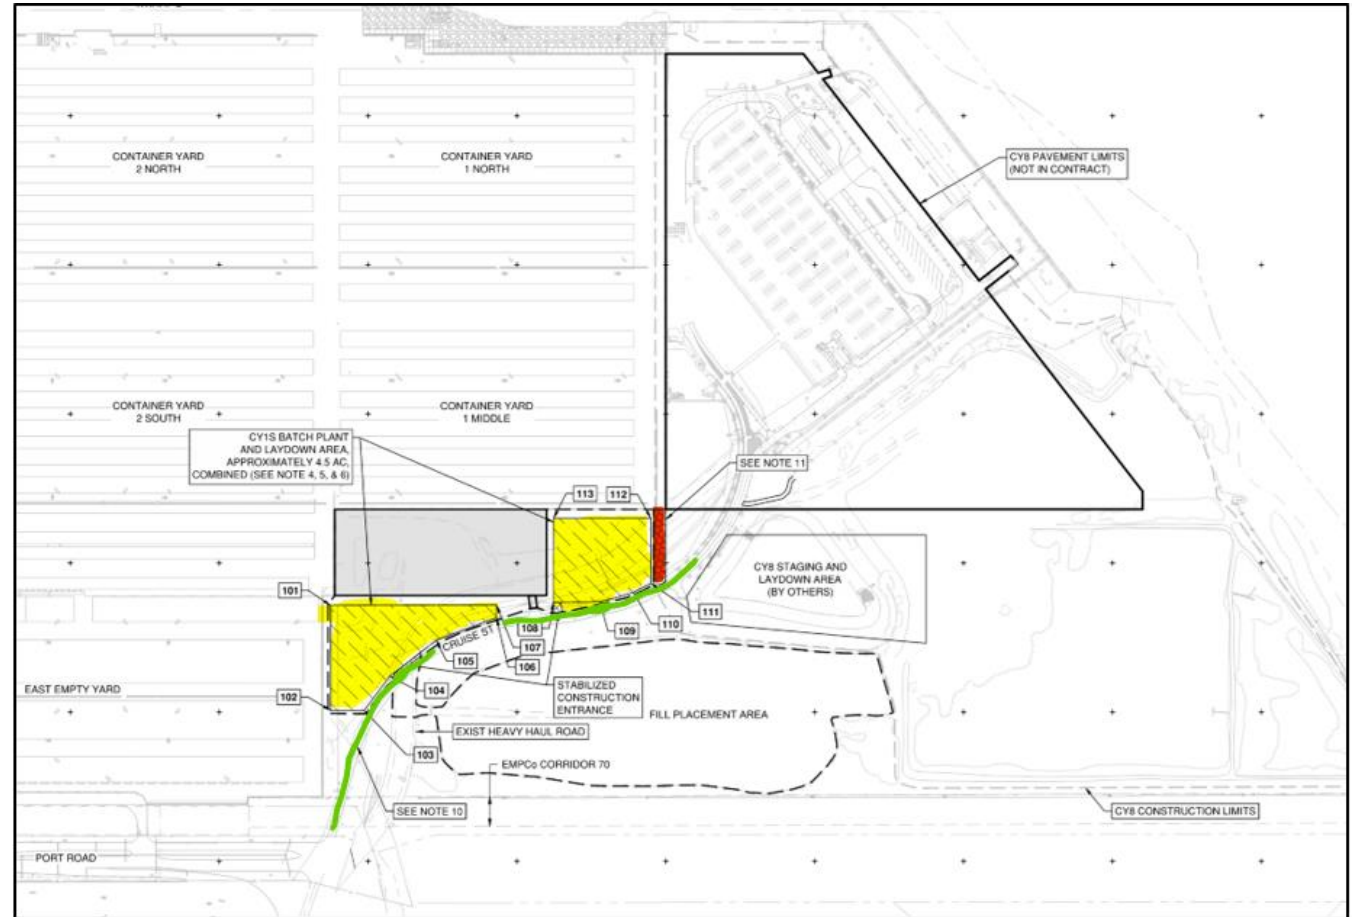 CONTAINER YARD
2 NORTH
CONTAINER YARD
1 NORTH
CY8 PAVEMENT LIMITS
(NOT IN CONTRACT)
CONTAINER YARD
2 SOUTH
CONTAINER YARD
1 MIDDLE
CY1S BATCH PLANT
AND LAYDOWN AREA,
APPROXIMATELY 4.5 AC,
COMBINED (SEE NOTE 4, 5, & 6)
SEE NOTE 11
113
112
CY8 STAGING AND
LAYDOWN AREA
(BY OTHERS)
101
111
110
109
108
107
106
CRUISE ST
105
104
102
EAST EMPTY YARD
STABILIZED
CONSTRUCTION
ENTRANCE
FILL PLACEMENT AREA
EXIST HEAVY HAUL ROAD
103
EMPCo CORRIDOR 70
SEE NOTE 10
CY8 CONSTRUCTION LIMITS
PORT ROAD